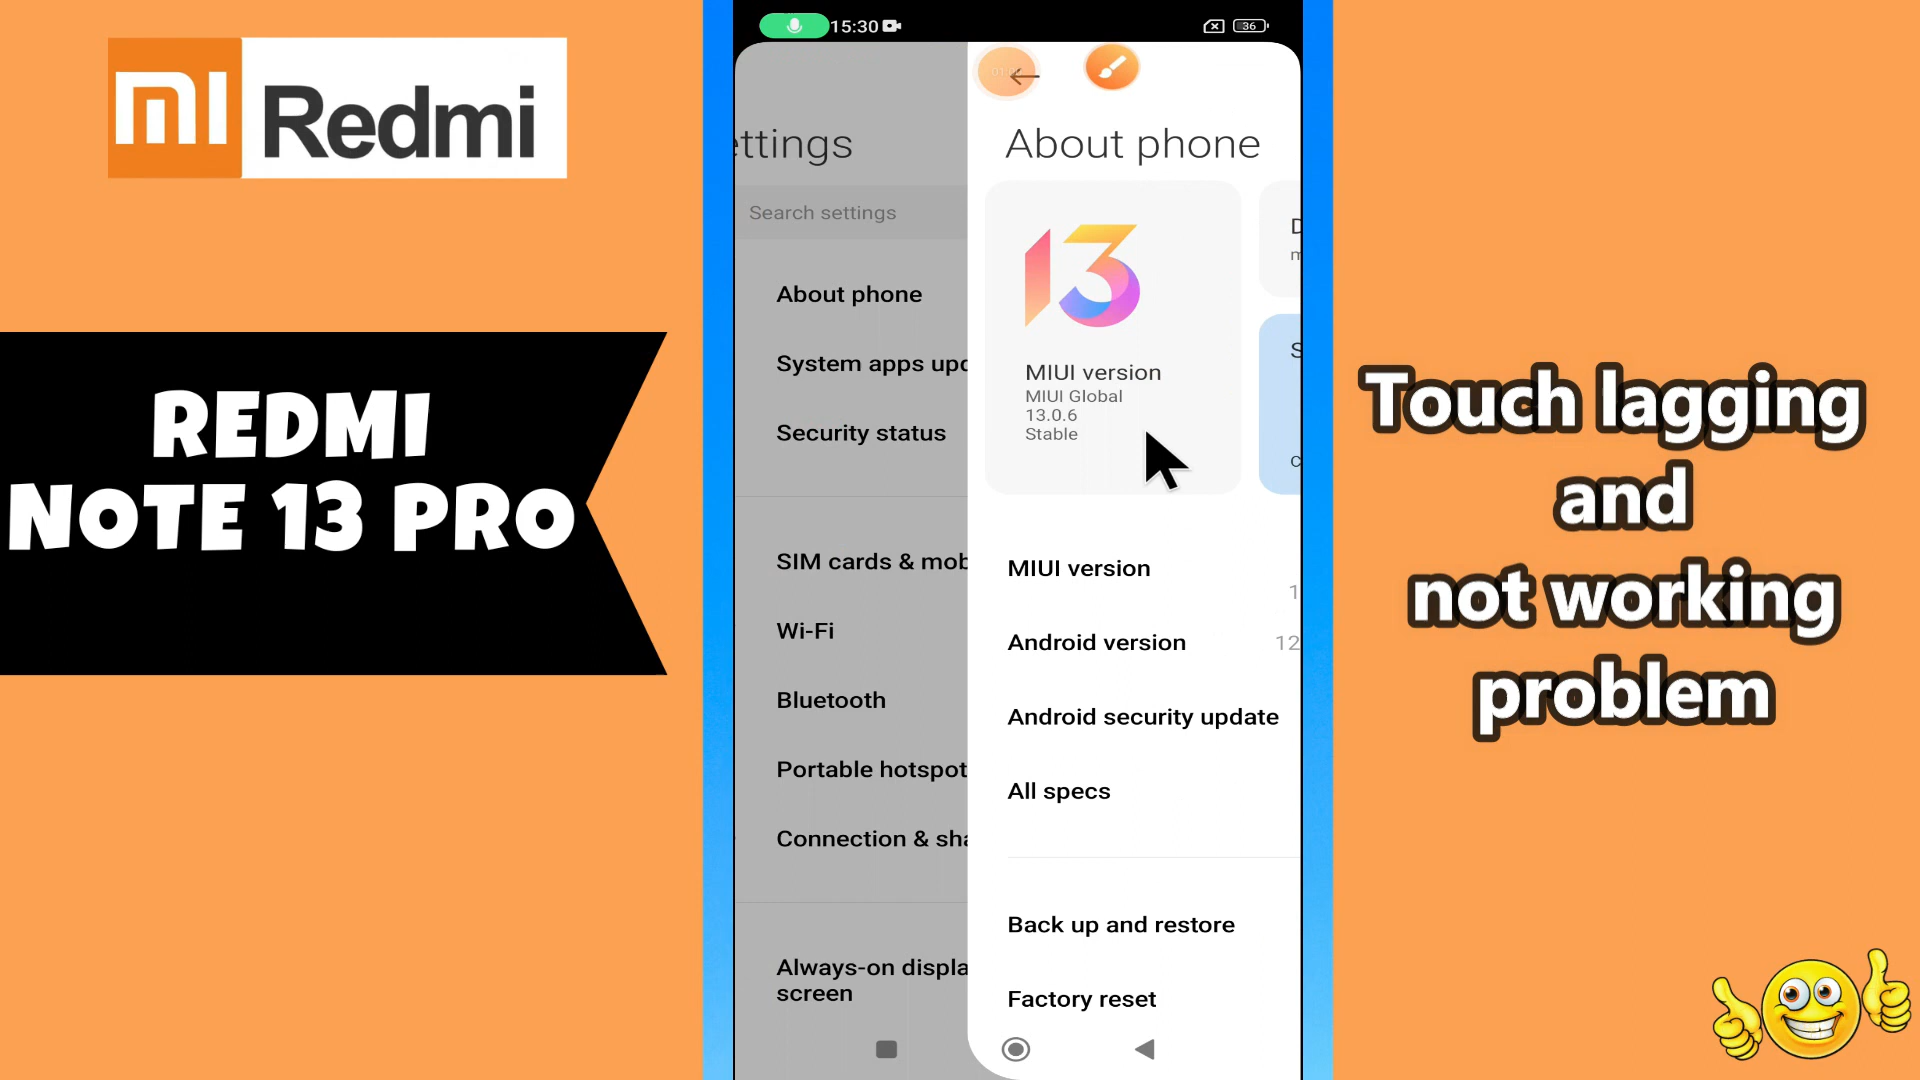 mi Redmi
REDMI
NOTE 13 PRO
15:30
36
ettings
Search settings
About phone
System apps upd
Security status
SIM cards & mob
Wi-Fi
Bluetooth
Portable hotspot
Connection & sha
Always-on displa
screen
About phone
MIUI version
MIUI Global
13.0.6
Stable
D
m
S
c
MIUI version
1
Android version
12
Android security update
All specs
Back up and restore
Factory reset
Touch lagging
and
not working
problem